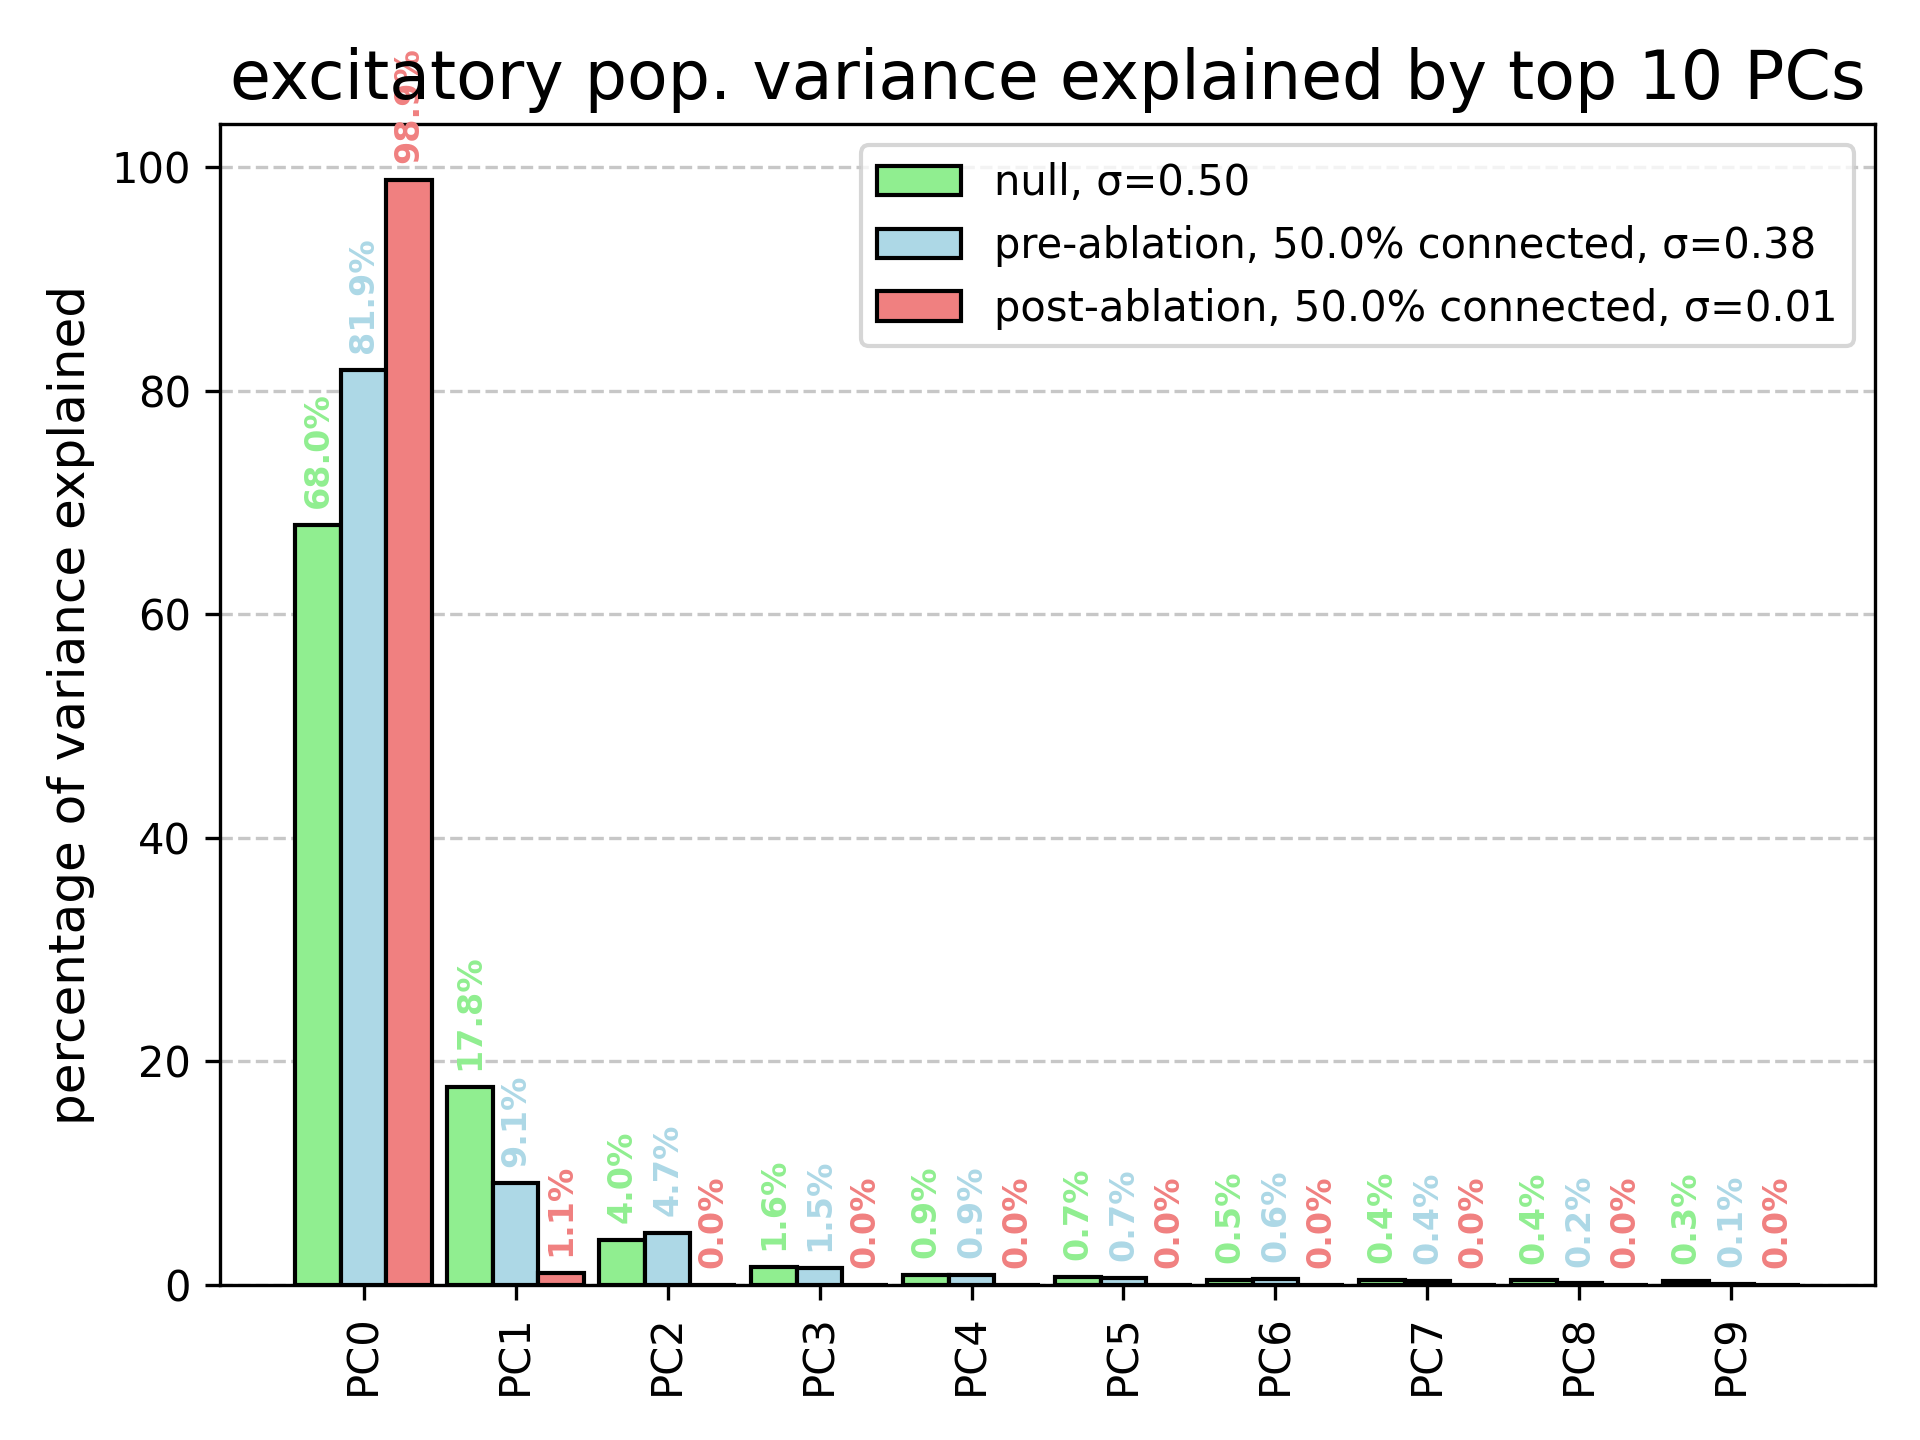 excitatory pop. variance explained by top 10 PCs
98.9%
null, σ=0.50
pre-ablation, 50.0% connected, σ=0.38
post-ablation, 50.0% connected, σ=0.01
percentage of variance explained
100
80
60
40
20
0
68.0%
81.9%
17.8%
9.1%
1.1%
4.0%
4.7%
0.0%
1.6%
1.5%
0.0%
0.9%
0.9%
0.0%
0.7%
0.7%
0.0%
0.5%
0.6%
0.0%
0.4%
0.4%
0.0%
0.4%
0.2%
0.0%
0.3%
0.1%
0.0%
PC0
PC1
PC2
PC3
PC4
PC5
PC6
PC7
PC8
PC9